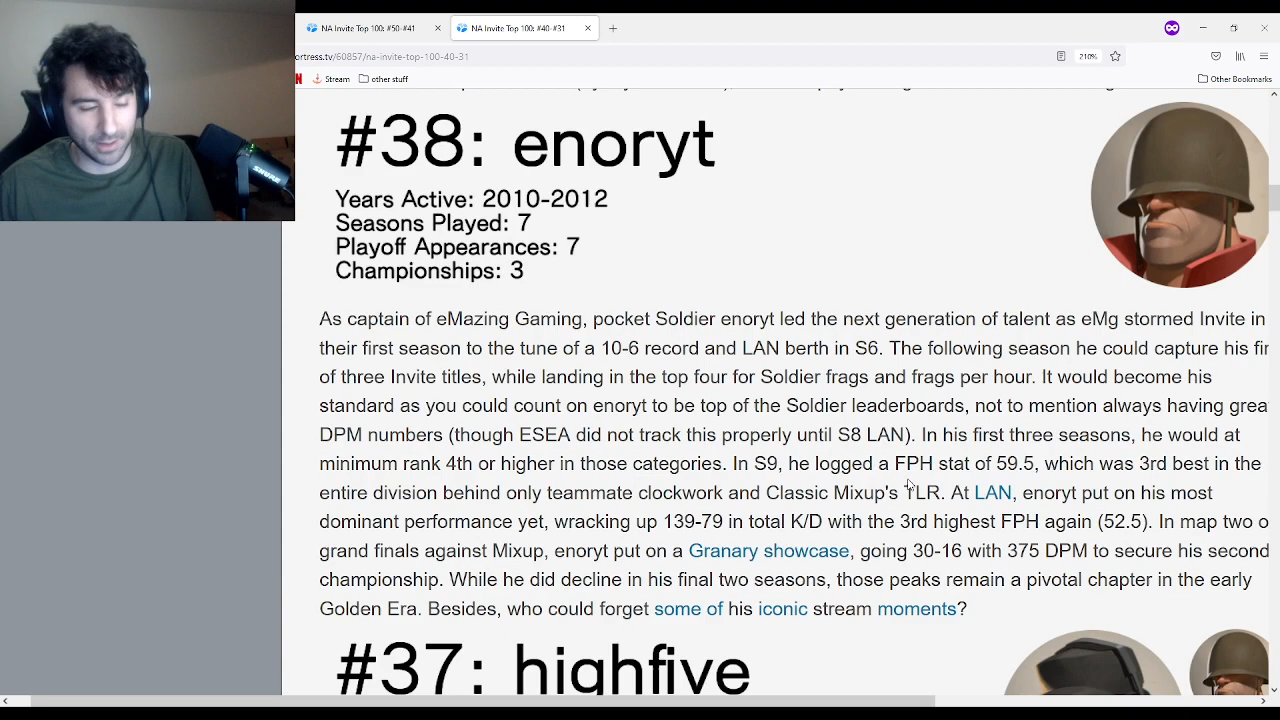 NA Invite Top 100: #50-#41
NA Invite Top 100: #40-#31
ortress.tv/60857/na-invite-top-100-40-31
210%
N
Stream
other stuff
Other Bookmarks
#38: enoryt
Years Active: 2010-2012
Seasons Played: 7
Playoff Appearances: 7
Championships: 3
As captain of eMazing Gaming, pocket Soldier enoryt led the next generation of talent as eMg stormed Invite in
their first season to the tune of a 10-6 record and LAN berth in S6. The following season he could capture his fir
of three Invite titles, while landing in the top four for Soldier frags and frags per hour. It would become his
standard as you could count on enoryt to be top of the Soldier leaderboards, not to mention always having grea
DPM numbers (though ESEA did not track this properly until S8 LAN). In his first three seasons, he would at
minimum rank 4th or higher in those categories. In S9, he logged a FPH stat of 59.5, which was 3rd best in the
entire division behind only teammate clockwork and Classic Mixup's TLR. At LAN, enoryt put on his most
dominant performance yet, wracking up 139-79 in total K/D with the 3rd highest FPH again (52.5). In map two o
grand finals against Mixup, enoryt put on a Granary showcase, going 30-16 with 375 DPM to secure his second
championship. While he did decline in his final two seasons, those peaks remain a pivotal chapter in the early
Golden Era. Besides, who could forget some of his iconic stream moments?
#37: highfive
SHURE